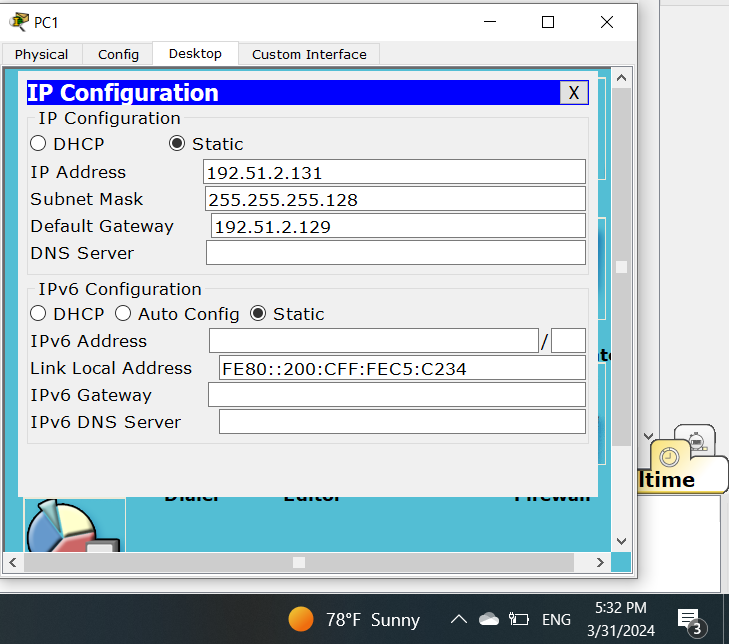 PC1
Physical Config Desktop Custom Interface
IP Configuration X
IP Configuration
DHCP Static
IP Address 192.51.2.131
Subnet Mask 255.255.255.128
Default Gateway 192.51.2.129
DNS Server
IPv6 Configuration
DHCP Auto Config Static
IPv6 Address /
Link Local Address FE80::200:CFF:FEC5:C234
IPv6 Gateway
IPv6 DNS Server
ltime
Dialer Editor Firewall
78°F Sunny ENG 5:32 PM
3/31/2024 3